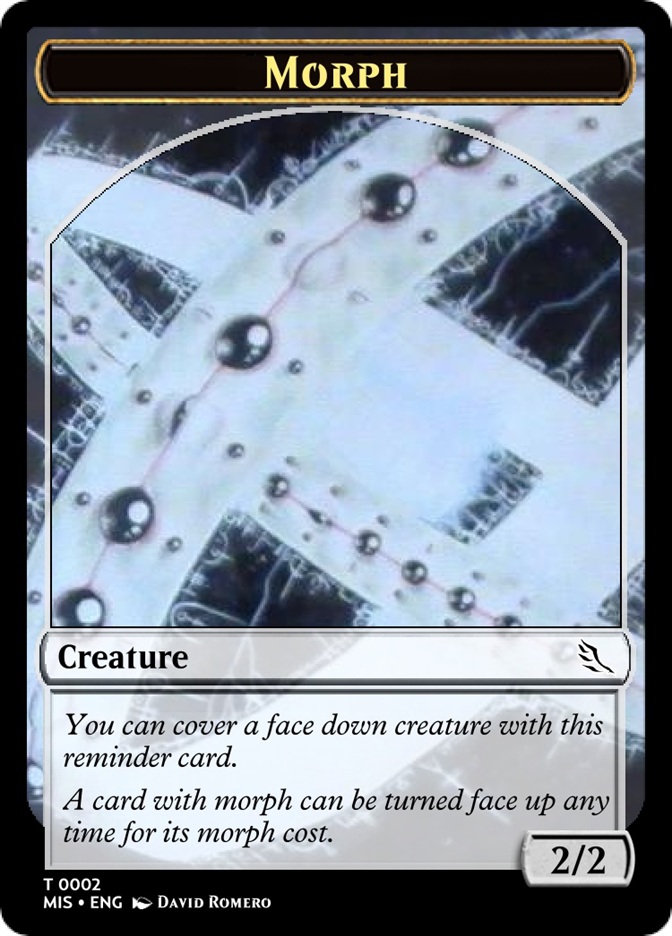 Morph
Creature
You can cover a face down creature with this
reminder card.
A card with morph can be turned face up any
time for its morph cost.
2/2
T 0002
MIS • ENG David Romero